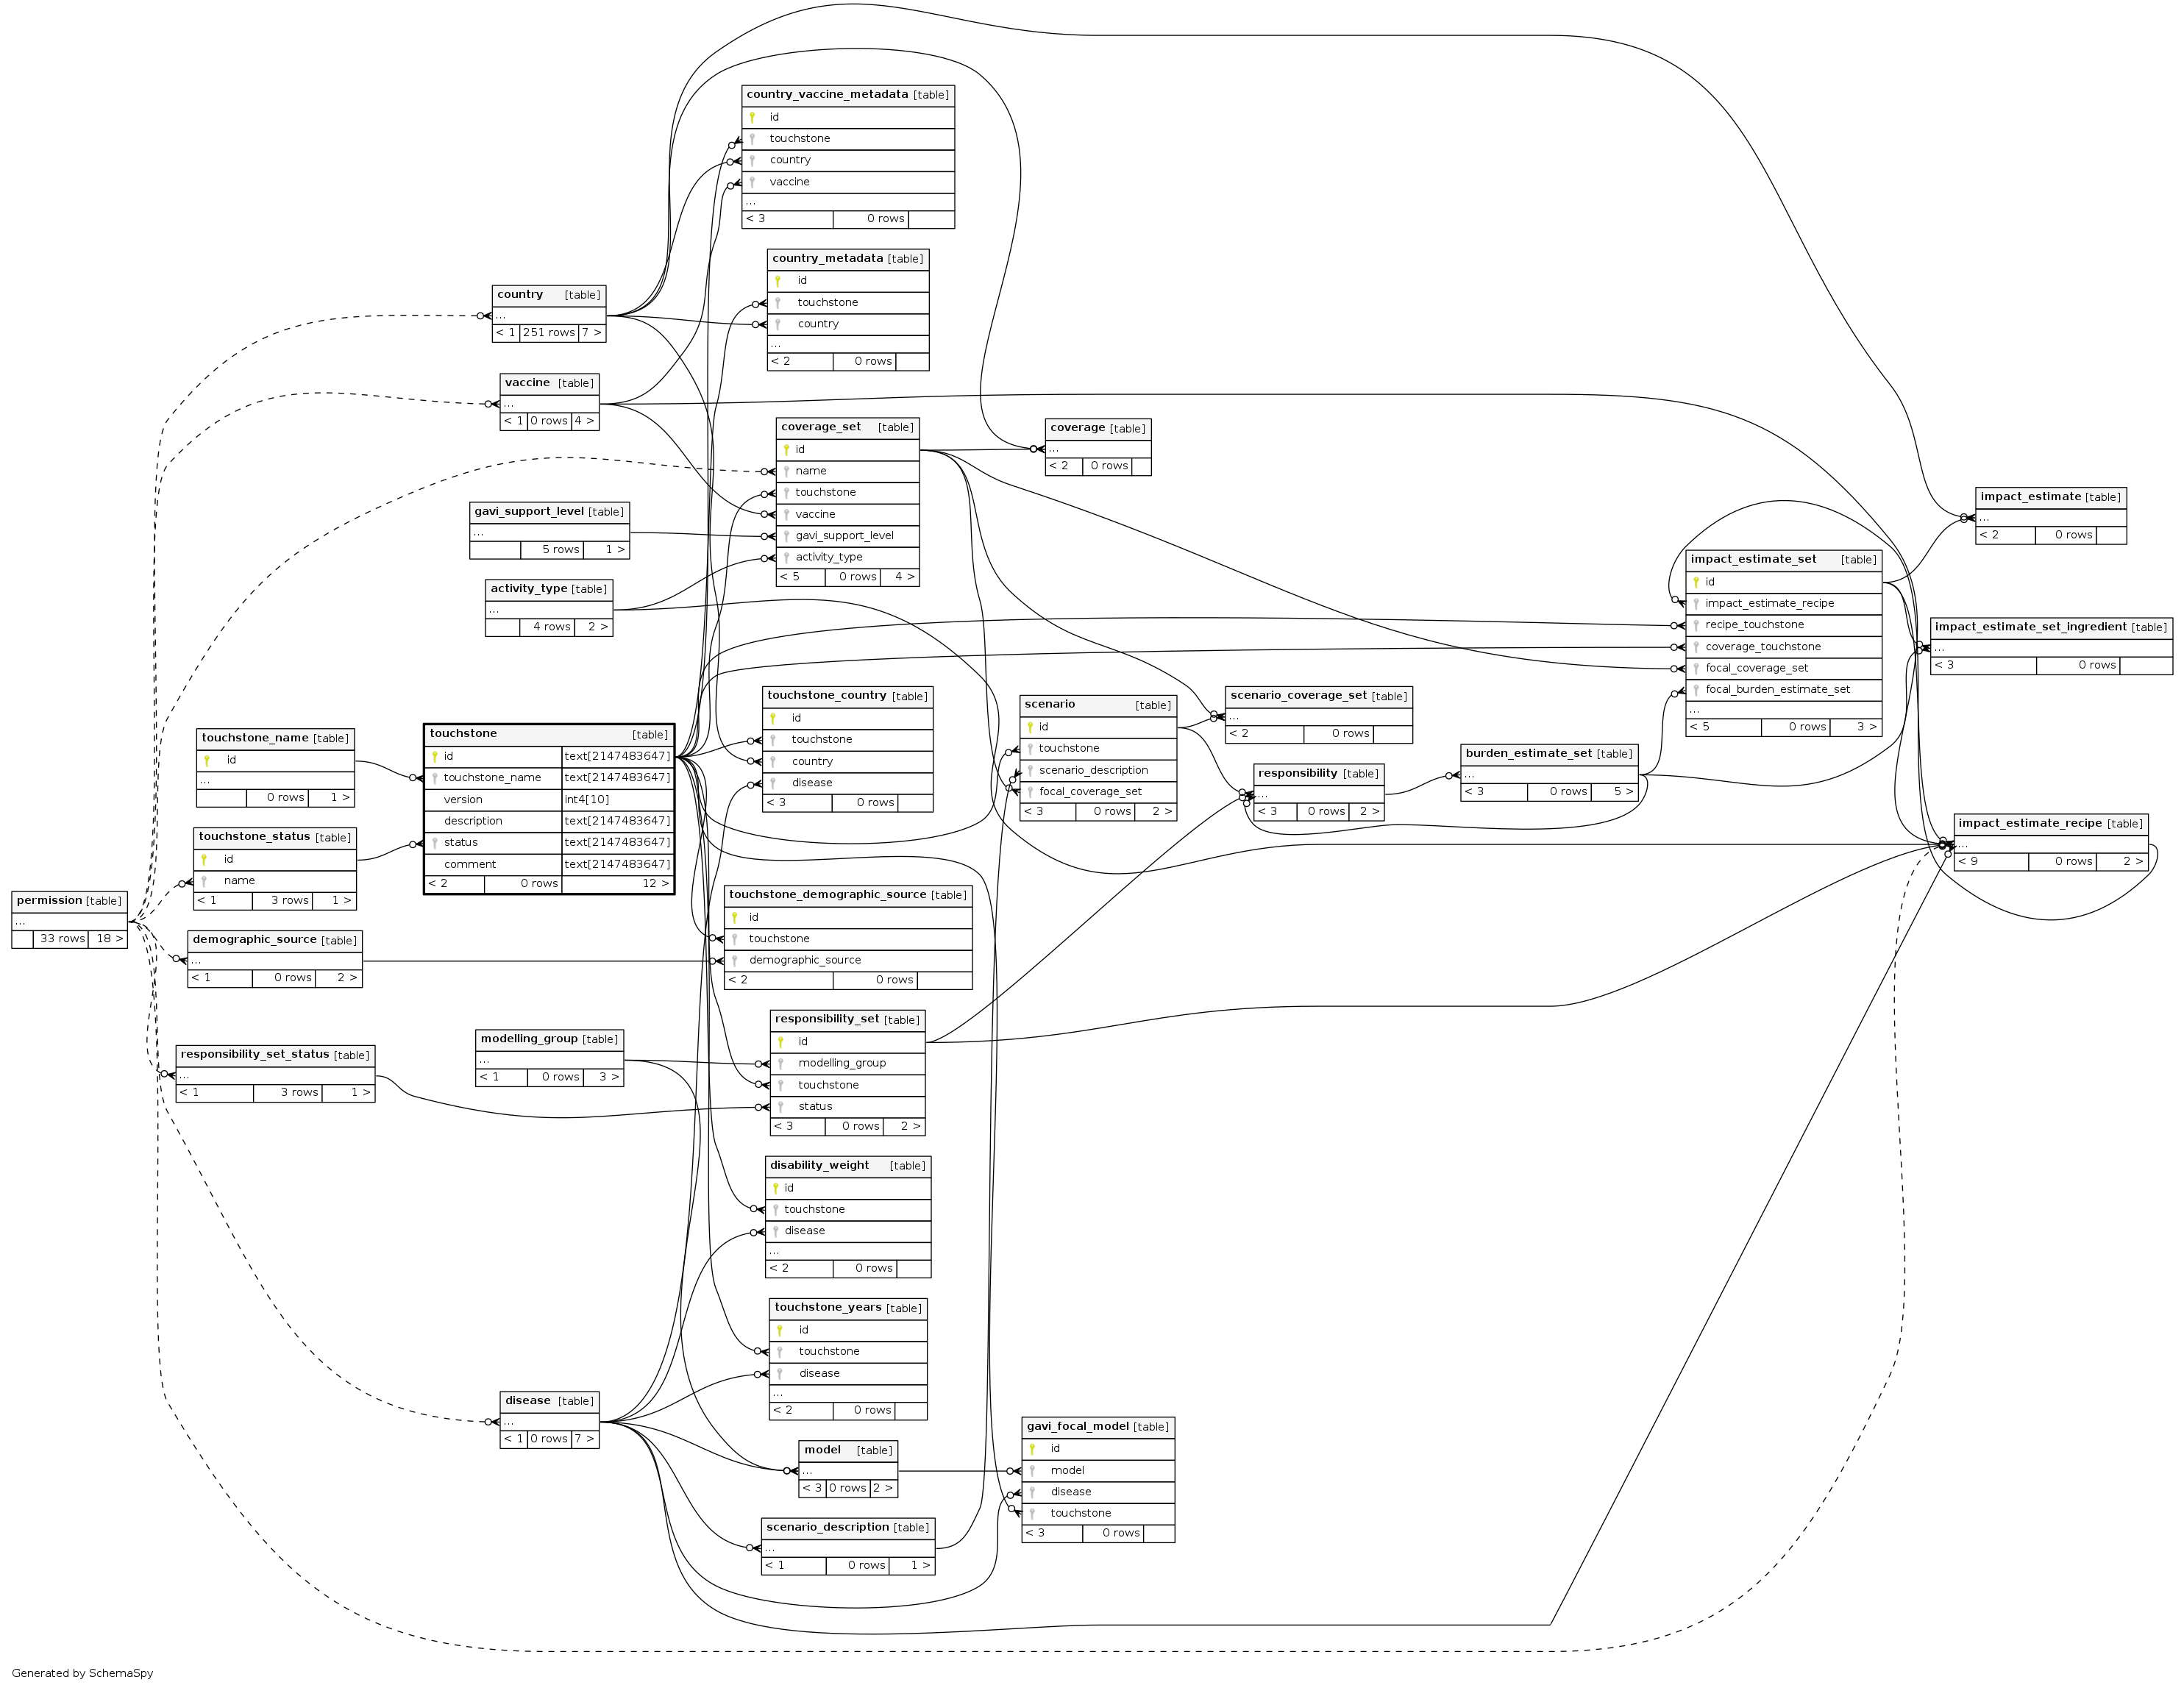 country_vaccine_metadata [table]
id
touchstone
country
vaccine
...
< 3 0 rows
country_metadata [table]
id
touchstone
country
...
< 2 0 rows
country [table]
...
< 1 251 rows 7 >
vaccine [table]
...
< 1 0 rows 4 >
coverage_set [table]
id
name
touchstone
vaccine
gavi_support_level
activity_type
< 5 0 rows 4 >
coverage [table]
...
< 2 0 rows
gavi_support_level [table]
...
5 rows 1 >
activity_type [table]
...
4 rows 2 >
impact_estimate [table]
...
< 2 0 rows
impact_estimate_set [table]
id
impact_estimate_recipe
recipe_touchstone
coverage_touchstone
focal_coverage_set
focal_burden_estimate_set
...
< 5 0 rows 3 >
impact_estimate_set_ingredient [table]
...
< 3 0 rows
touchstone_name [table]
id
...
0 rows 1 >
touchstone [table]
id text[2147483647]
touchstone_name text[2147483647]
version int4[10]
description text[2147483647]
status text[2147483647]
comment text[2147483647]
< 2 0 rows 12 >
touchstone_country [table]
id
touchstone
country
disease
< 3 0 rows
scenario [table]
id
touchstone
scenario_description
focal_coverage_set
< 3 0 rows 2 >
scenario_coverage_set [table]
...
< 2 0 rows
responsibility [table]
...
< 3 0 rows 2 >
burden_estimate_set [table]
...
< 3 0 rows 5 >
impact_estimate_recipe [table]
...
< 9 0 rows 2 >
touchstone_status [table]
id
name
< 1 3 rows 1 >
permission [table]
...
33 rows 18 >
demographic_source [table]
...
< 1 0 rows 2 >
touchstone_demographic_source [table]
id
touchstone
demographic_source
< 2 0 rows
responsibility_set_status [table]
...
< 1 3 rows 1 >
modelling_group [table]
...
< 1 0 rows 3 >
responsibility_set [table]
id
modelling_group
touchstone
status
< 3 0 rows 2 >
disability_weight [table]
id
touchstone
disease
...
< 2 0 rows
touchstone_years [table]
id
touchstone
disease
...
< 2 0 rows
disease [table]
...
< 1 0 rows 7 >
model [table]
...
< 3 0 rows 2 >
gavi_focal_model [table]
id
model
disease
touchstone
< 3 0 rows
scenario_description [table]
...
< 1 0 rows 1 >
Generated by SchemaSpy